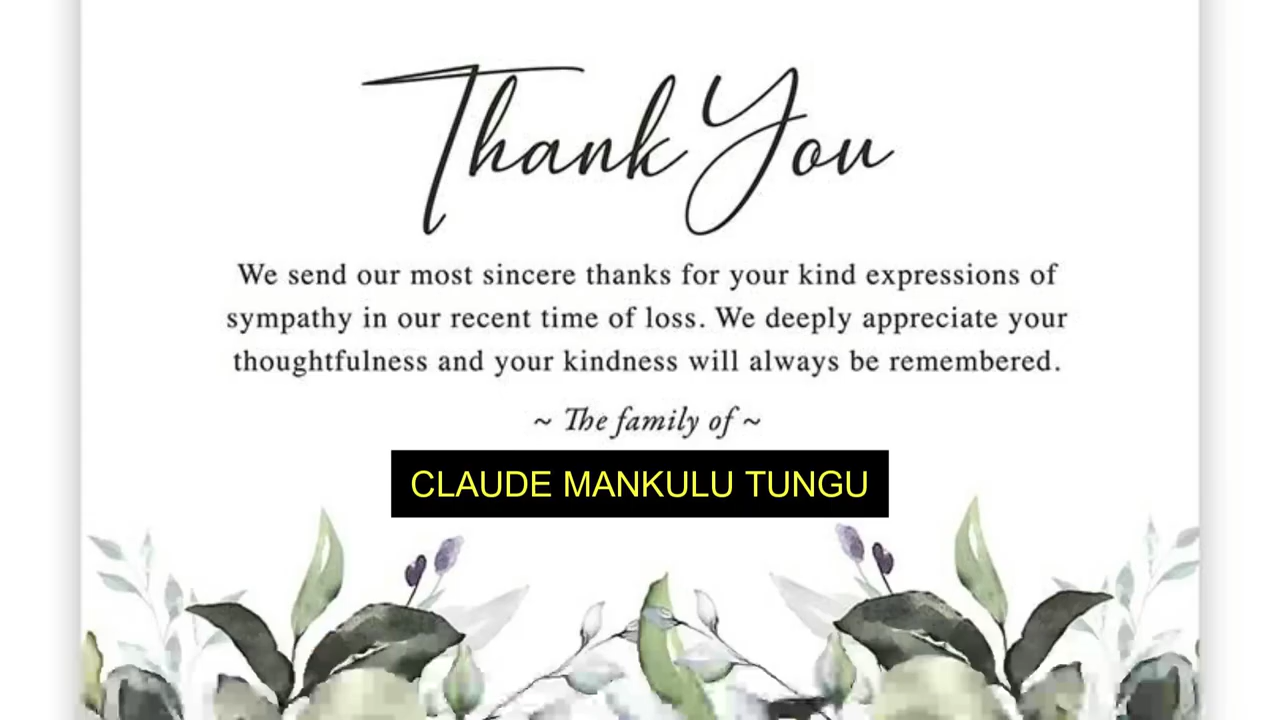 Thank You
We send our most sincere thanks for your kind expressions of
sympathy in our recent time of loss. We deeply appreciate your
thoughtfulness and your kindness will always be remembered.
~ The family of ~
CLAUDE MANKULU TUNGU